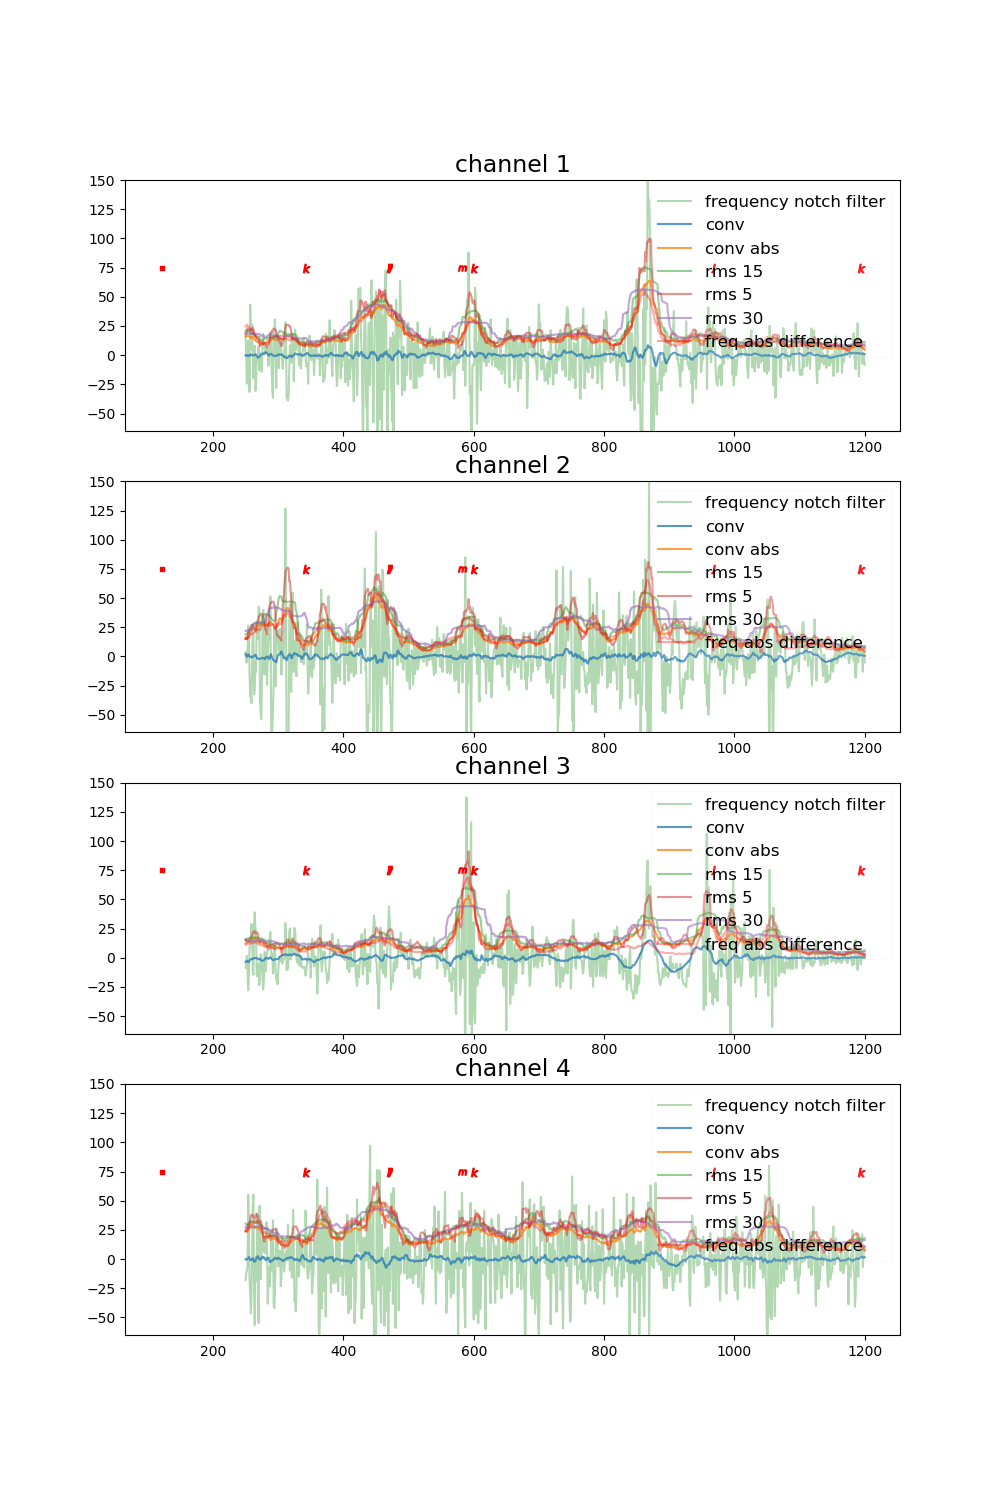 channel 1
150
125
100
75
50
25
0
−25
−50
k
m k
k
frequency notch filter
conv
conv abs
rms 15
rms 5
rms 30
freq abs difference
200 400 600 800 1000 1200
channel 2
150
125
100
75
50
25
0
−25
−50
k
m k
k
frequency notch filter
conv
conv abs
rms 15
rms 5
rms 30
freq abs difference
200 400 600 800 1000 1200
channel 3
150
125
100
75
50
25
0
−25
−50
k
m k
k
frequency notch filter
conv
conv abs
rms 15
rms 5
rms 30
freq abs difference
200 400 600 800 1000 1200
channel 4
150
125
100
75
50
25
0
−25
−50
k
m k
k
frequency notch filter
conv
conv abs
rms 15
rms 5
rms 30
freq abs difference
200 400 600 800 1000 1200